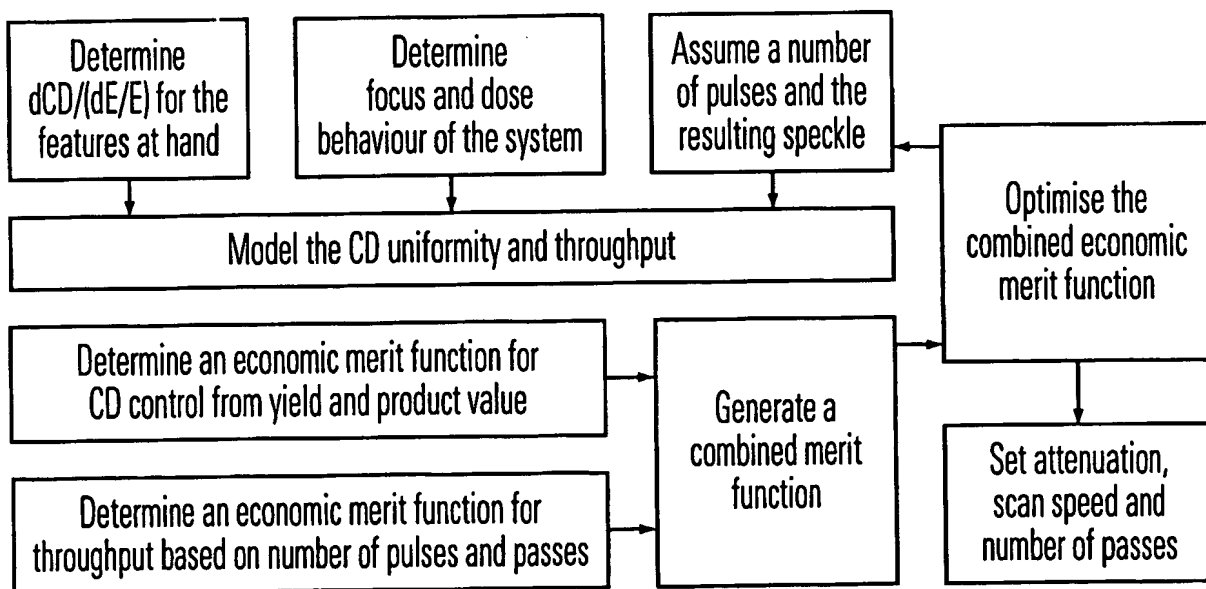 Determine
dCD/(dE/E) for the
features at hand
Determine
focus and dose
behaviour of the system
Assume a number
of pulses and the
resulting speckle
Model the CD uniformity and throughput
Optimise the
combined economic
merit function
Determine an economic merit function for
CD control from yield and product value
Generate a
combined merit
function
Determine an economic merit function for
throughput based on number of pulses and passes
Set attenuation,
scan speed and
number of passes